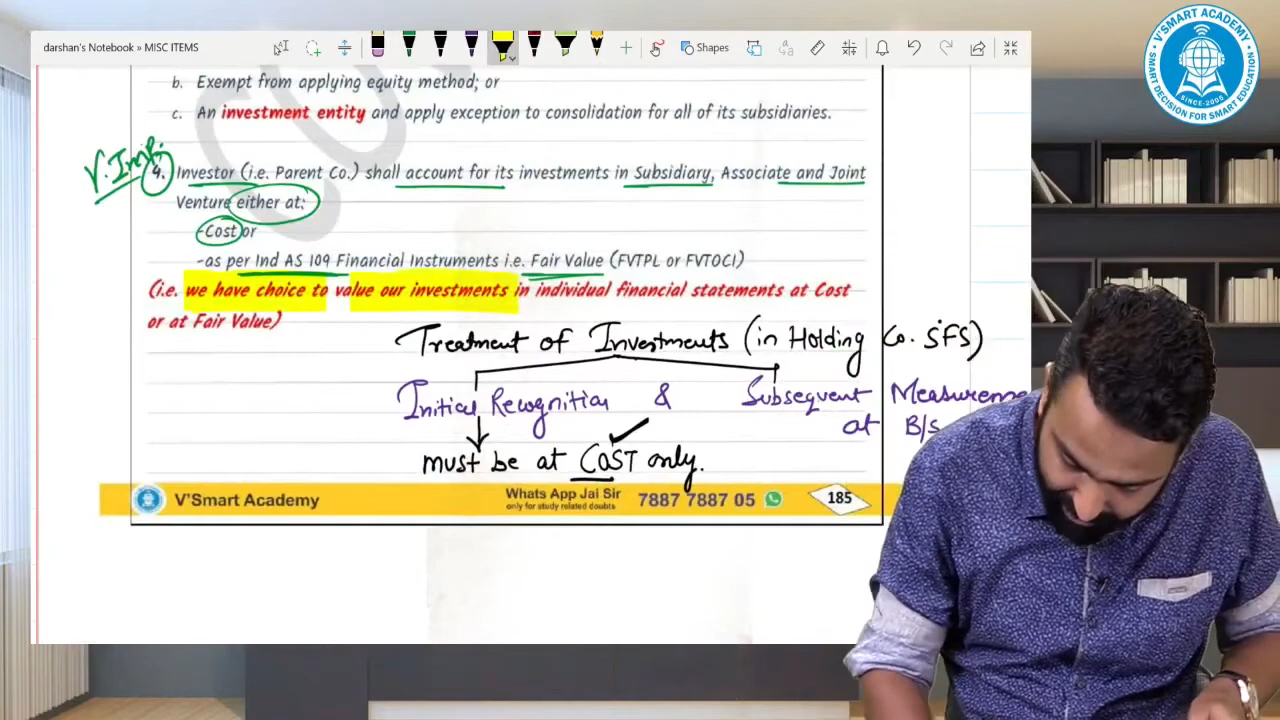 darshan's Notebook » MISC ITEMS
Shapes
V'SMART ACADEMY
SMART DECISION FOR SMART EDUCATION
SINCE-2005
b. Exempt from applying equity method; or
c. An investment entity and apply exception to consolidation for all of its subsidiaries.
V. Imp.
4. Investor (i.e. Parent Co.) shall account for its investments in Subsidiary, Associate and Joint
Venture either at:
-Cost or
-as per Ind AS 109 Financial Instruments i.e. Fair Value (FVTPL or FVTOCI)
(i.e. we have choice to value our investments in individual financial statements at Cost
or at Fair Value)
Treatment of Investments (in Holding Co. SFS)
Initial Recognition & Subsequent
at B/s
must be at COST only.
V'Smart Academy
Whats App Jai Sir
only for study related doubts
7887 7887 05
185